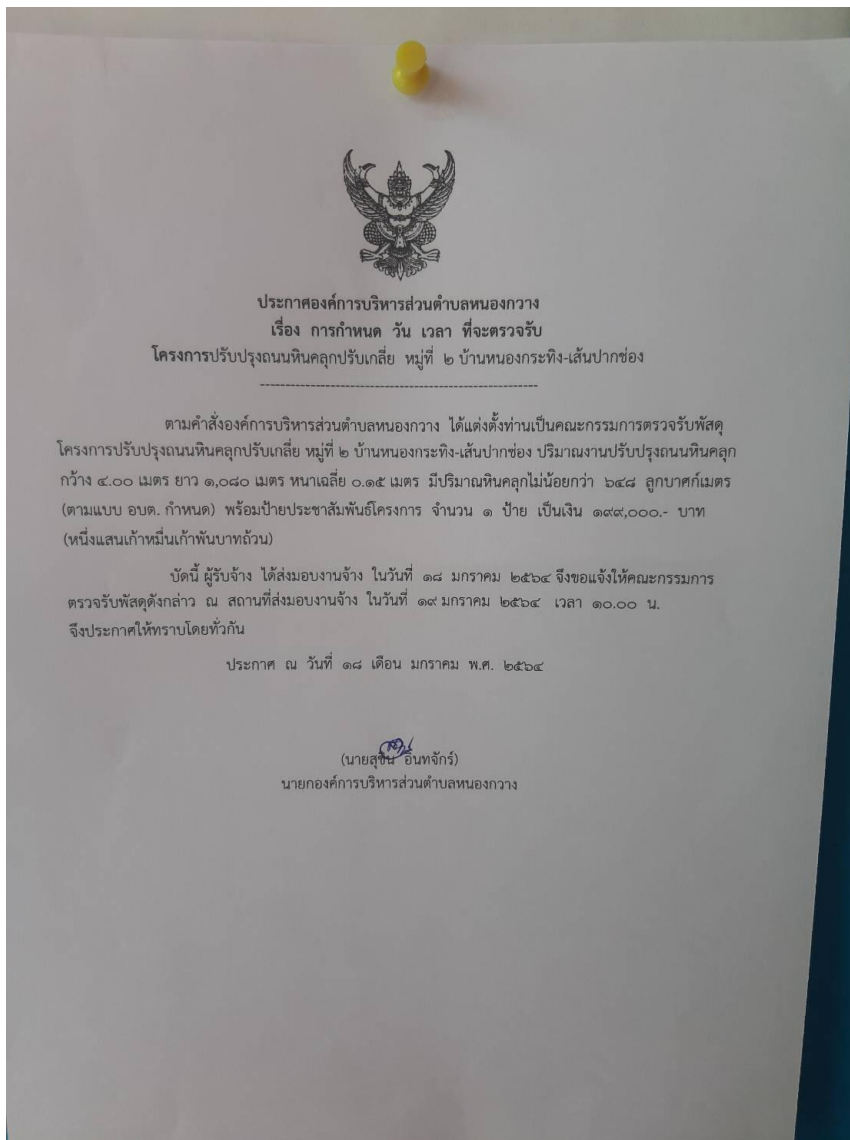 ประกาศองค์การบริหารส่วนตำบลหนองกวาง
เรื่อง การกำหนด วัน เวลา ที่จะตรวจรับ
โครงการปรับปรุงถนนหินคลุกปรับเกลี่ย หมู่ที่ ๒ บ้านหนองกระทิง-เส้นปากช่อง
-------------------------------------------------------
ตามคำสั่งองค์การบริหารส่วนตำบลหนองกวาง ได้แต่งตั้งท่านเป็นคณะกรรมการตรวจรับพัสดุ
โครงการปรับปรุงถนนหินคลุกปรับเกลี่ย หมู่ที่ ๒ บ้านหนองกระทิง-เส้นปากช่อง ปริมาณงานปรับปรุงถนนหินคลุก
กว้าง ๔.๐๐ เมตร ยาว ๑,๐๘๐ เมตร หนาเฉลี่ย ๐.๑๕ เมตร มีปริมาณหินคลุกไม่น้อยกว่า ๖๔๘ ลูกบาศก์เมตร
(ตามแบบ อบต. กำหนด) พร้อมป้ายประชาสัมพันธ์โครงการ จำนวน ๑ ป้าย เป็นเงิน ๑๙๙,๐๐๐.- บาท
(หนึ่งแสนเก้าหมื่นเก้าพันบาทถ้วน)
บัดนี้ ผู้รับจ้าง ได้ส่งมอบงานจ้าง ในวันที่ ๑๘ มกราคม ๒๕๖๔ จึงขอแจ้งให้คณะกรรมการ
ตรวจรับพัสดุดังกล่าว ณ สถานที่ส่งมอบงานจ้าง ในวันที่ ๑๙ มกราคม ๒๕๖๔ เวลา ๑๐.๐๐ น.
จึงประกาศให้ทราบโดยทั่วกัน
ประกาศ ณ วันที่ ๑๘ เดือน มกราคม พ.ศ. ๒๕๖๔
(นายสุชิน อินทจักร์)
นายกองค์การบริหารส่วนตำบลหนองกวาง